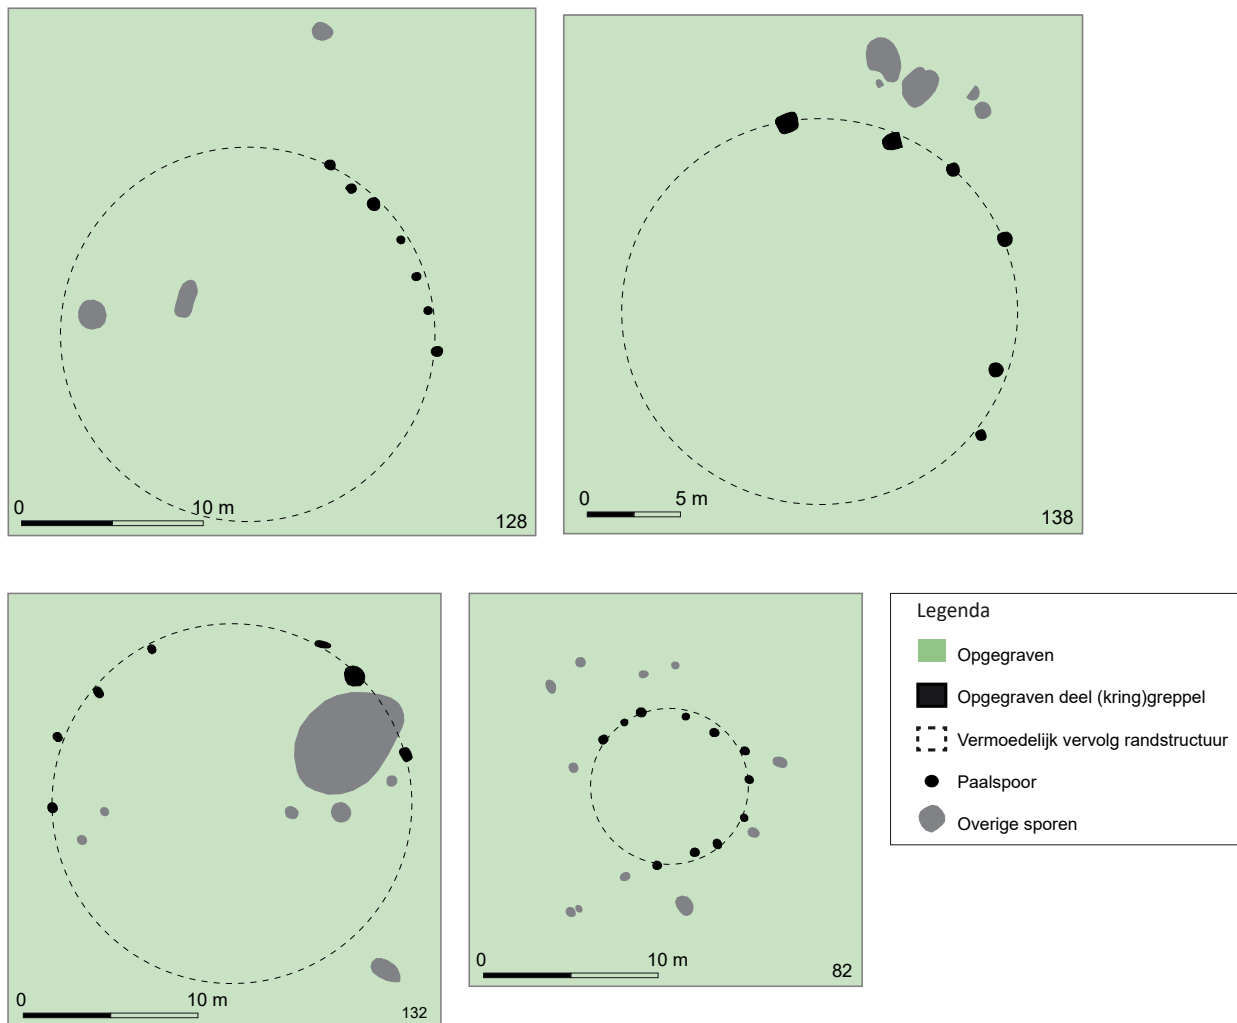 0 10 m
128
0 5 m
138
0 10 m
132
0 10 m
82
Legenda
Opgegraven
Opgegraven deel (kring)greppel
Vermoedelijk vervolg randstructuur
Paalspoor
Overige sporen